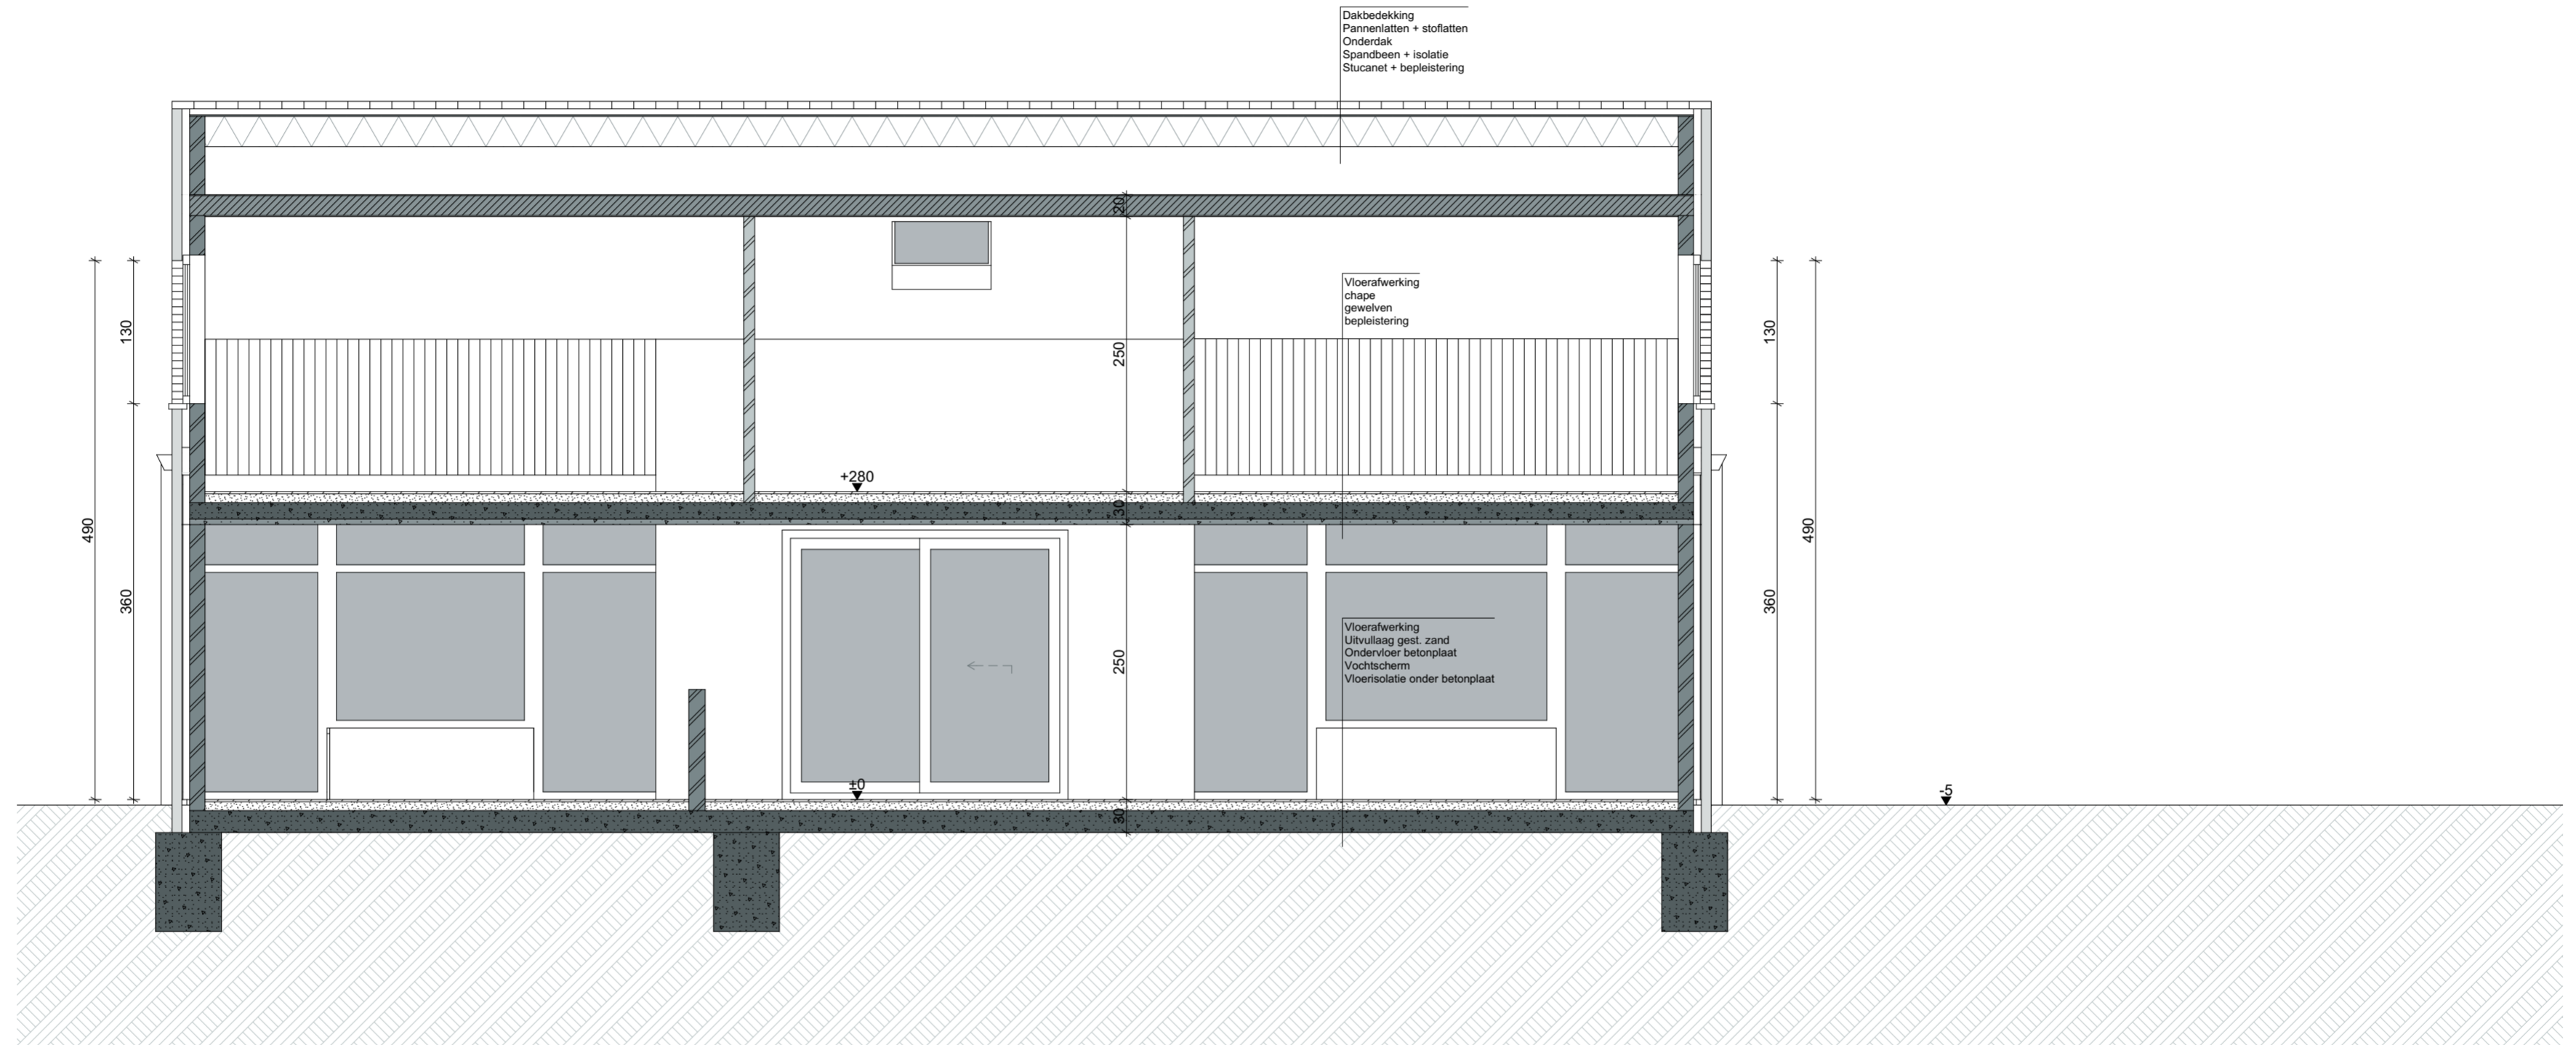 Dakbedekking
Pannenlatten + stoflatten
Onderdak
Spandbeen + isolatie
Stucanet + bepleistering
20
Vloerafwerking
chape
gewelven
bepleistering
130
130
250
+280
30
490
490
360
360
Vloerafwerking
Uitvullaag gest. zand
Ondervloer betonplaat
Vochtscherm
Vloerisolatie onder betonplaat
250
±0
-5
30